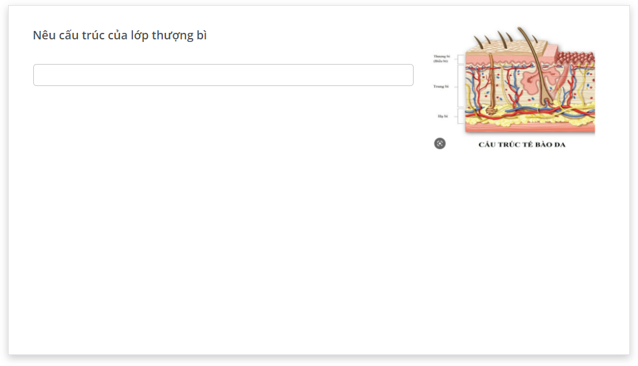 Nêu cấu trúc của lớp thượng bì
Thượng bì
(Biểu bì)
Trung bì
Hạ bì
CẤU TRÚC TẾ BÀO DA